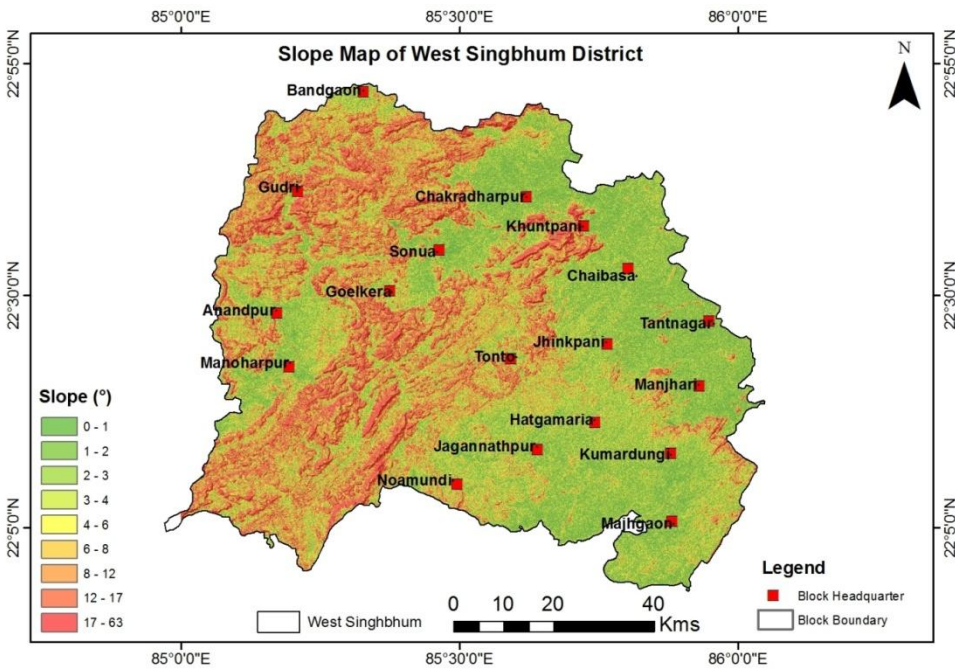 85°0'0"E 85°30'0"E 86°0'0"E
Slope Map of West Singbhum District
N
22°55'0"N 22°55'0"N
Bandgaon
Gudri
Chakradharpur
Khuntpani
Sonua
Chaibasa
Goelkera
22°30'0"N 22°30'0"N
Anandpur
Tantnagar
Jhinkpani
Tonto
Manoharpur
Manjhari
Slope (°)
0 - 1
1 - 2
2 - 3
3 - 4
4 - 6
6 - 8
8 - 12
12 - 17
17 - 63
Hatgamaria
Jagannathpur
Kumardungi
Noamundi
Majhgaon
22°5'0"N 22°5'0"N
Legend
Block Headquarter
Block Boundary
West Singhbhum
0 10 20 40
Kms
85°0'0"E 85°30'0"E 86°0'0"E